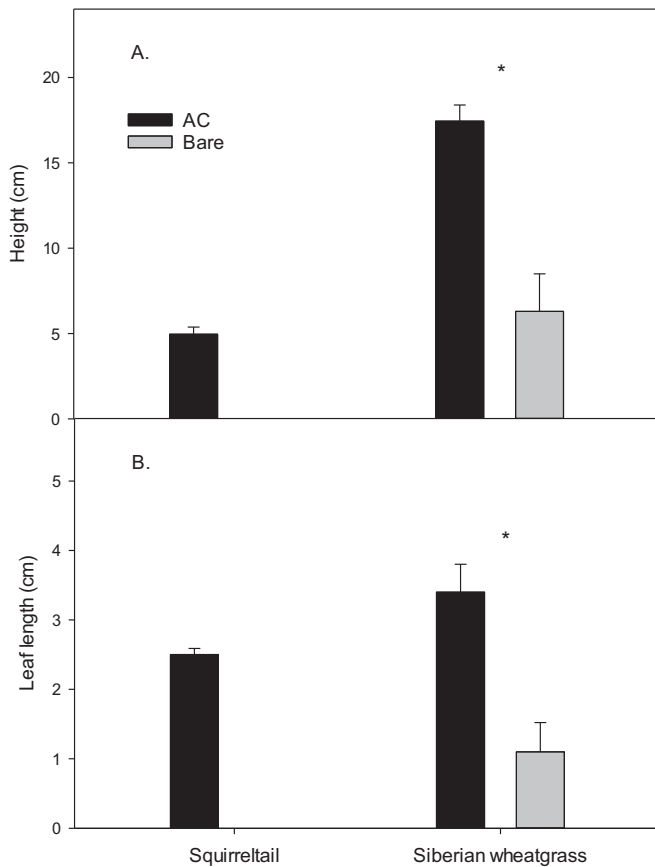 A.
*
20
AC
Bare
15
Height (cm)
10
5
0
B.
5
*
4
3
Leaf length (cm)
2
1
0
Squirreltail Siberian wheatgrass